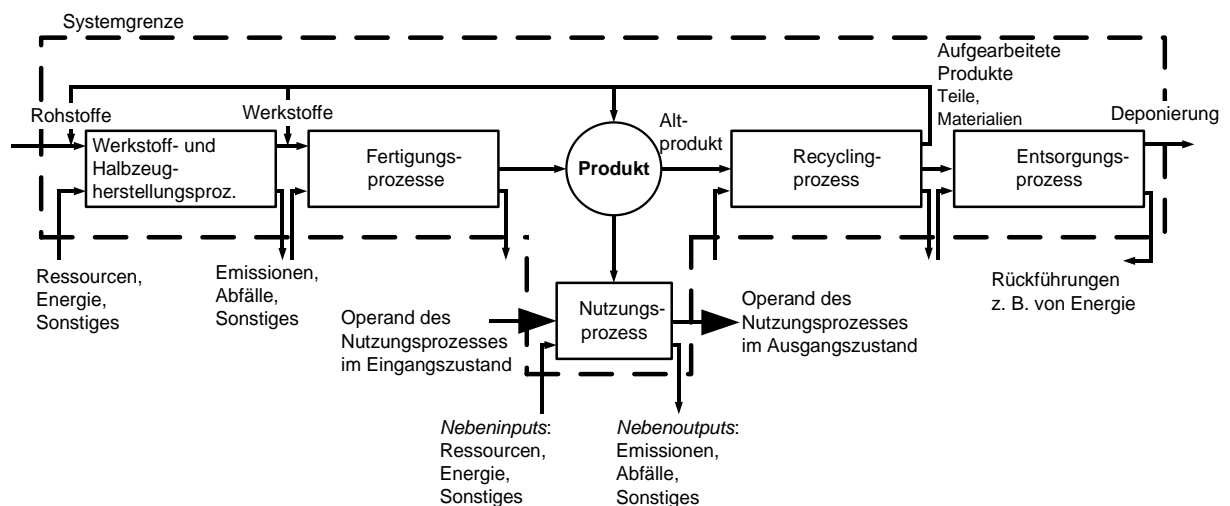 Systemgrenze
Rohstoffe
Werkstoff- und
Halbzeug-
herstellungsproz.
Werkstoffe
Fertigungs-
prozesse
Produkt
Alt-
produkt
Recycling-
prozess
Aufgearbeitete
Produkte
Teile,
Materialien
Entsorgungs-
prozess
Deponierung
Ressourcen,
Energie,
Sonstiges
Emissionen,
Abfälle,
Sonstiges
Operand des
Nutzungsprozesses
im Eingangszustand
Nutzungs-
prozess
Operand des
Nutzungsprozesses
im Ausgangszustand
Rückführungen
z. B. von Energie
Nebeninputs:
Ressourcen,
Energie,
Sonstiges
Nebenoutputs:
Emissionen,
Abfälle,
Sonstiges